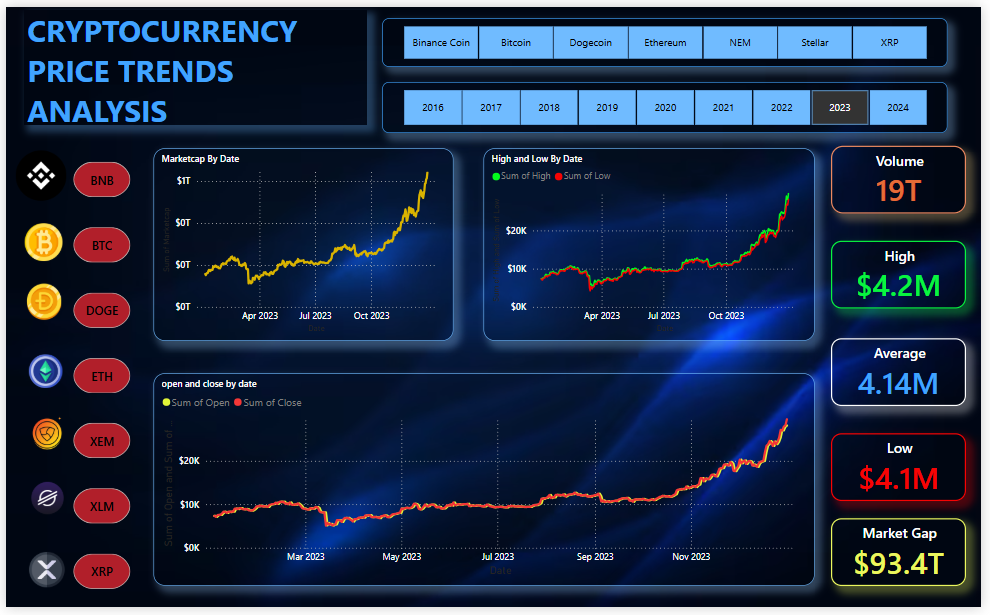 CRYPTOCURRENCY
PRICE TRENDS
ANALYSIS
Binance Coin
Bitcoin
Dogecoin
Ethereum
NEM
Stellar
XRP
2016
2017
2018
2019
2020
2021
2022
2023
2024
BNB
BTC
DOGE
ETH
XEM
XLM
XRP
Marketcap By Date
Sum of Marketcap
$1T
$0T
$0T
$0T
Apr 2023
Jul 2023
Oct 2023
Date
High and Low By Date
Sum of High
Sum of Low
$20K
$10K
$0K
Apr 2023
Jul 2023
Oct 2023
Date
open and close by date
Sum of Open
Sum of Close
Sum of Open and Sum of ...
$20K
$10K
$0K
Mar 2023
May 2023
Jul 2023
Sep 2023
Nov 2023
Date
Volume
19T
High
$4.2M
Average
4.14M
Low
$4.1M
Market Gap
$93.4T